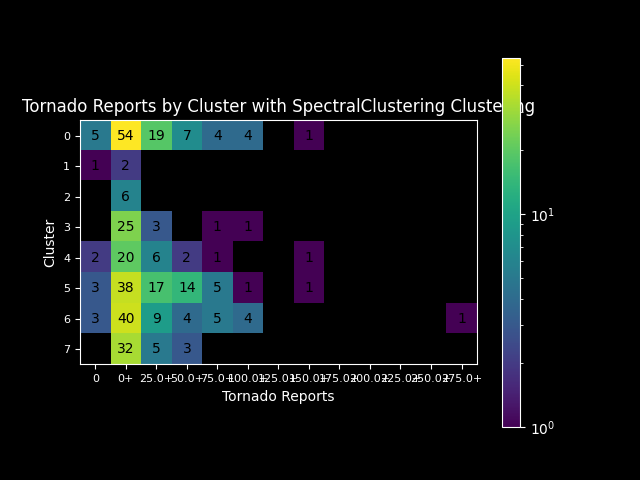 Tornado Reports by Cluster with SpectralClustering Clustering
0 5 54 19 7 4 4 1
1 1 2
2 6
3 25 3 1 1
4 2 20 6 2 1 1
5 3 38 17 14 5 1 1
6 3 40 9 4 5 4 1
7 32 5 3
Cluster
0 0+ 25.0+ 50.0+ 75.0+ 100.0+ 125.0+ 150.0+ 175.0+ 200.0+ 225.0+ 250.0+ 275.0+
Tornado Reports
10¹
10⁰